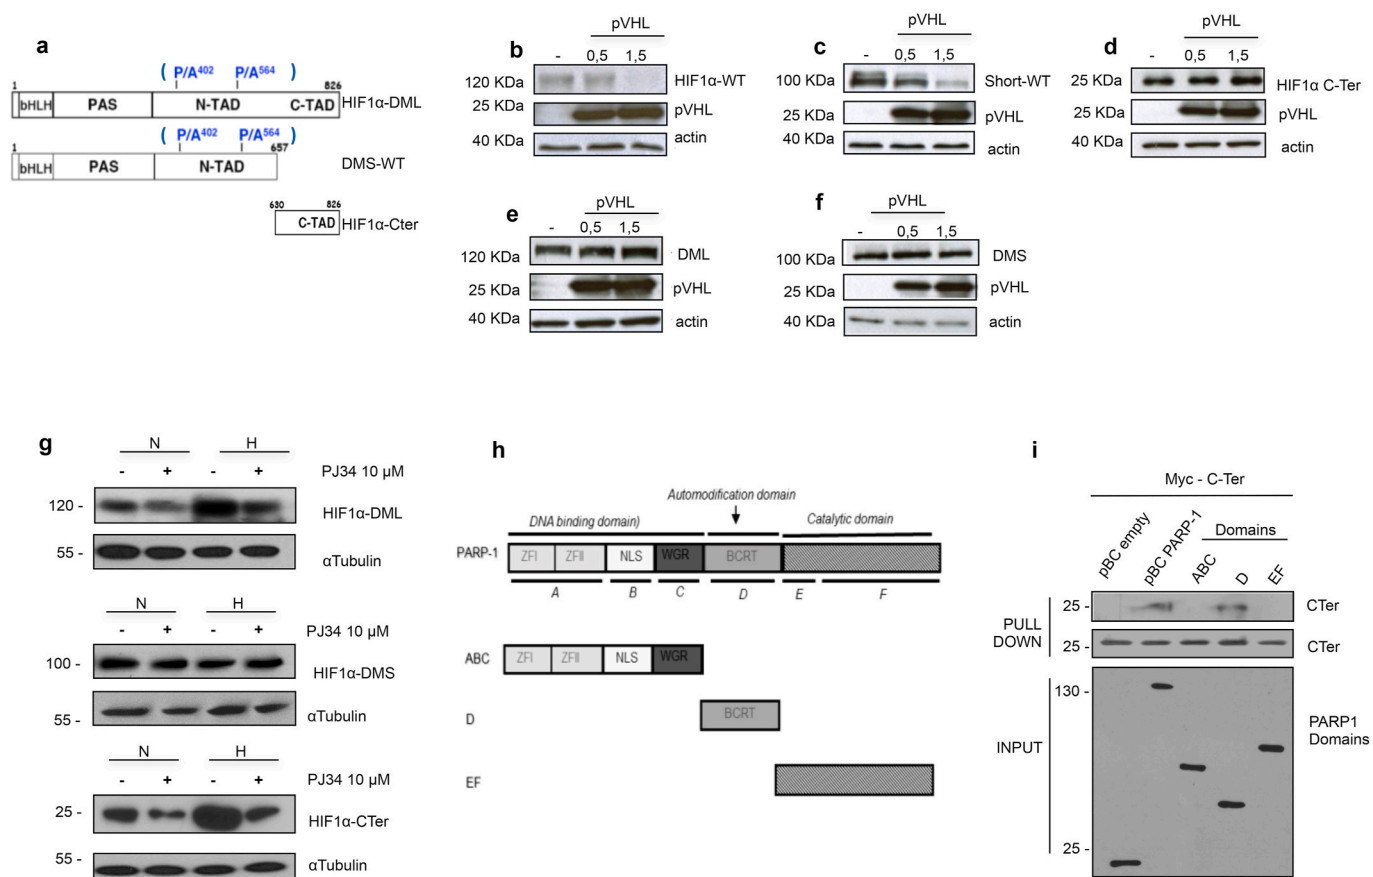 a
( P/A402 P/A564 )
1 826
bHLH PAS N-TAD C-TAD HIF1α-DML
( P/A402 P/A564 )
1 657
bHLH PAS N-TAD DMS-WT
630 826
C-TAD HIF1α-Cter
b
pVHL
- 0,5 1,5
120 KDa HIF1α-WT
25 KDa pVHL
40 KDa actin
c
pVHL
- 0,5 1,5
100 KDa Short-WT
25 KDa pVHL
40 KDa actin
d
pVHL
- 0,5 1,5
25 KDa HIF1α C-Ter
25 KDa pVHL
40 KDa actin
e
pVHL
- 0,5 1,5
120 KDa DML
25 KDa pVHL
40 KDa actin
f
pVHL
- 0,5 1,5
100 KDa DMS
25 KDa pVHL
40 KDa actin
g
N H
- + - + PJ34 10 µM
120 - HIF1α-DML
55 - αTubulin
N H
- + - + PJ34 10 µM
100 - HIF1α-DMS
55 - αTubulin
N H
- + - + PJ34 10 µM
25 - HIF1α-CTer
55 - αTubulin
h
Automodification domain
DNA binding domain) Catalytic domain
PARP-1 ZFI ZFII NLS WGR BCRT
A B C D E F
ABC ZFI ZFII NLS WGR
D BCRT
EF
i
Myc - C-Ter
Domains
pBC empty pBC PARP-1 ABC D EF
PULL DOWN
25 - CTer
25 - CTer
INPUT
130 -
25 -
PARP1
Domains